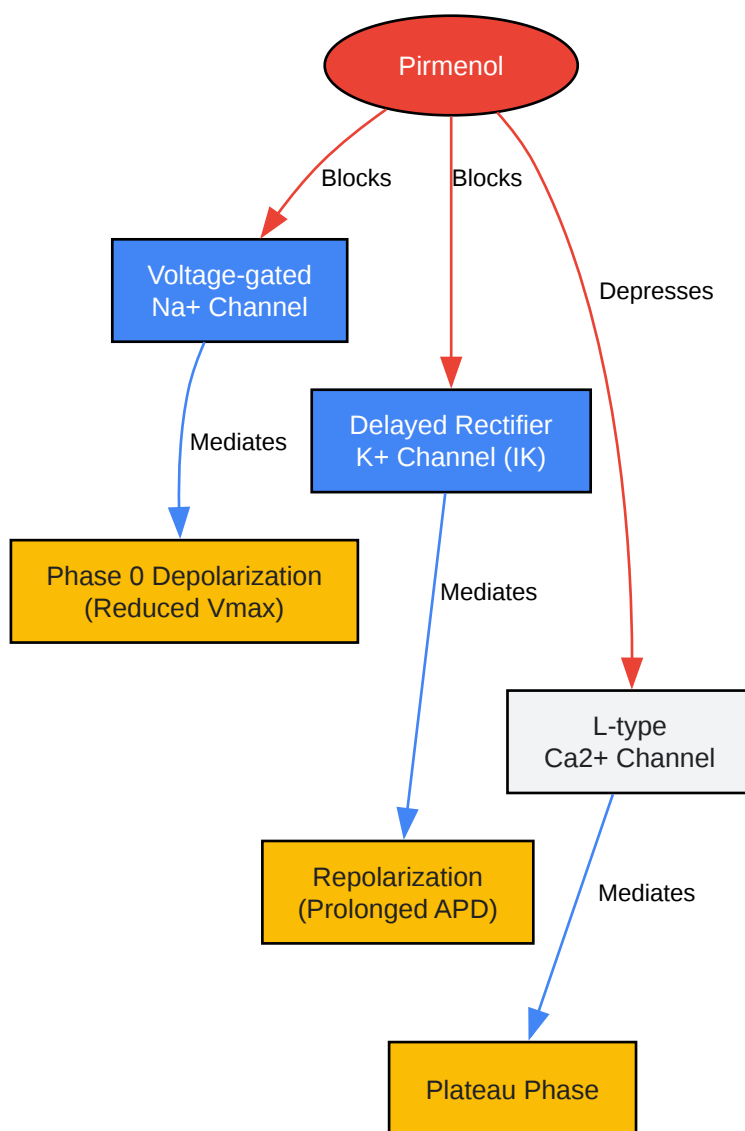 Pirmenol
Blocks
Blocks
Depresses
Voltage-gated
Na+ Channel
Delayed Rectifier
K+ Channel (IK)
Mediates
Phase 0 Depolarization
(Reduced Vmax)
Mediates
L-type
Ca2+ Channel
Repolarization
(Prolonged APD)
Mediates
Plateau Phase